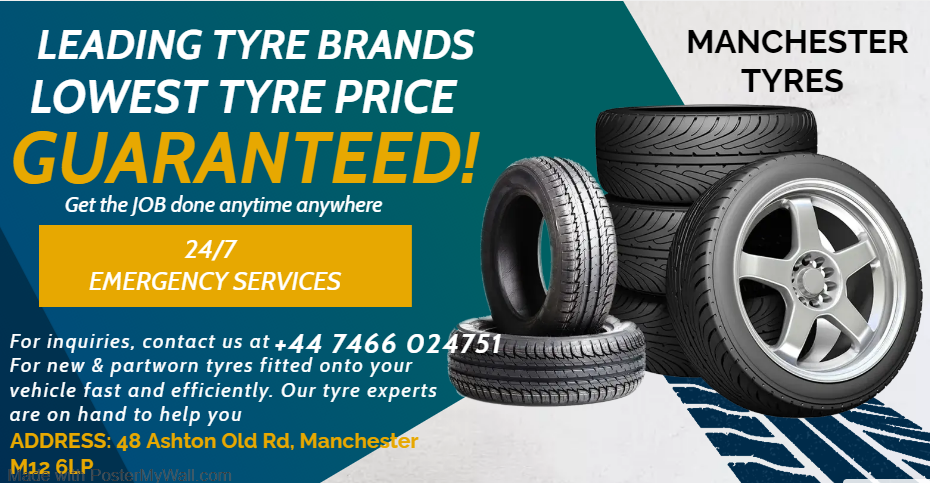 LEADING TYRE BRANDS
LOWEST TYRE PRICE
GUARANTEED!
Get the JOB done anytime anywhere
24/7
EMERGENCY SERVICES
For inquiries, contact us at +44 7466 024751
For new & partworn tyres fitted onto your
vehicle fast and efficiently. Our tyre experts
are on hand to help you
ADDRESS: 48 Ashton Old Rd, Manchester
M12 6LP
Made with PosterMyWall.com
MANCHESTER
TYRES